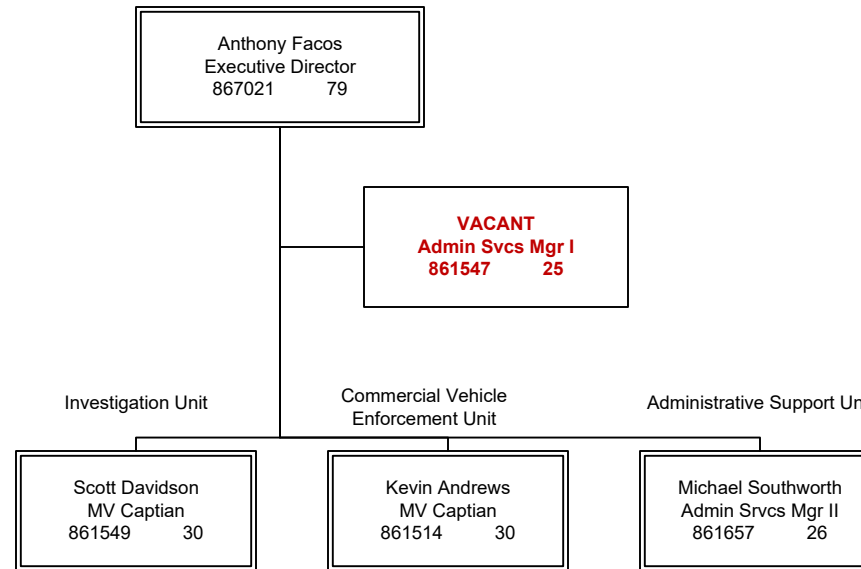 Anthony Facos
Executive Director
867021 79
VACANT
Admin Svcs Mgr I
861547 25
Investigation Unit
Commercial Vehicle
Enforcement Unit
Administrative Support Un
Scott Davidson
MV Captian
861549 30
Kevin Andrews
MV Captian
861514 30
Michael Southworth
Admin Srvcs Mgr II
861657 26